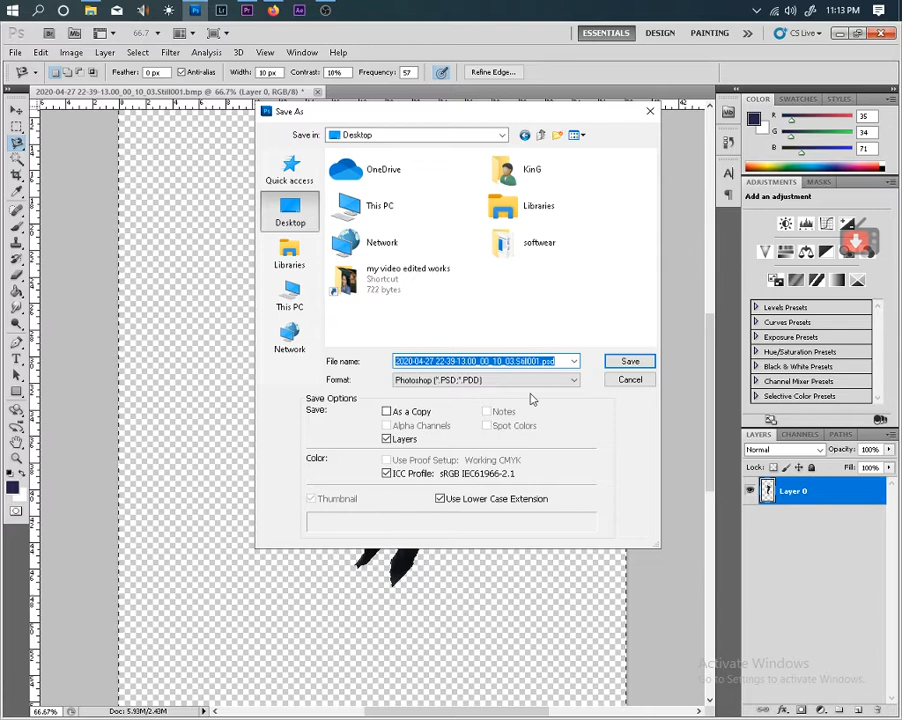 11:13 PM
Ps
Br
Mb
66.7
ESSENTIALS
DESIGN
PAINTING
CS Live
File
Edit
Image
Layer
Select
Filter
Analysis
3D
View
Window
Help
Feather: 0 px
Anti-alias
Width: 10 px
Contrast: 10%
Frequency: 57
Refine Edge...
2020-04-27 22-39-13.00_00_10_03.Still001.bmp @ 66.7% (Layer 0, RGB/8) *
Save As
Save in:
Desktop
Quick access
Desktop
Libraries
This PC
Network
OneDrive
KinG
This PC
Libraries
Network
softwear
my video edited works
Shortcut
722 bytes
File name:
2020-04-27 22-39-13.00_00_10_03.Still001.psd
Save
Format:
Photoshop (*.PSD;*.PDD)
Cancel
Save Options
Save:
As a Copy
Notes
Alpha Channels
Spot Colors
Layers
Color:
Use Proof Setup: Working CMYK
ICC Profile: sRGB IEC61966-2.1
Thumbnail
Use Lower Case Extension
COLOR
SWATCHES
STYLES
R
35
G
34
B
71
ADJUSTMENTS
MASKS
Add an adjustment
Levels Presets
Curves Presets
Exposure Presets
Hue/Saturation Presets
Black & White Presets
Channel Mixer Presets
Selective Color Presets
LAYERS
CHANNELS
PATHS
Normal
Opacity: 100%
Lock:
Fill: 100%
Layer 0
Activate Windows
Go to Settings to activate Windows.
66.67%
Doc: 5.93M/2.43M